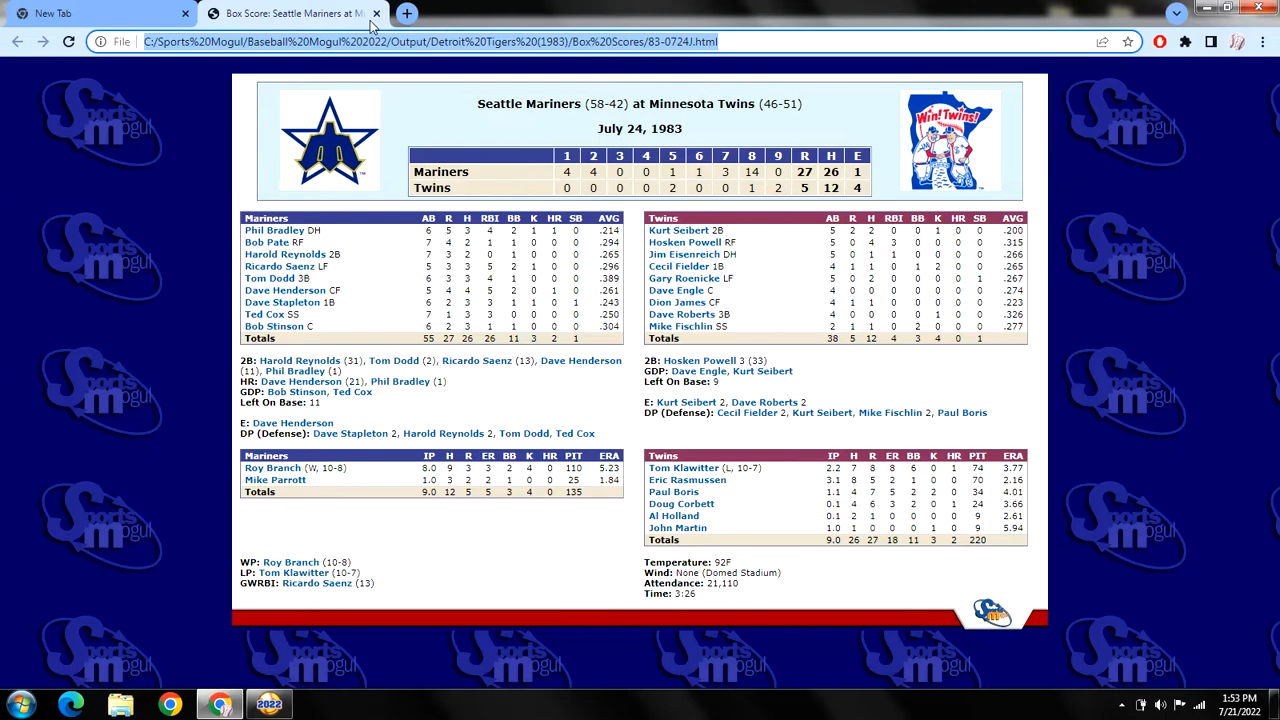 New Tab
Box Score: Seattle Mariners at M
File
C:/Sports%20Mogul/Baseball%20Mogul%202022/Output/Detroit%20Tigers%20(1983)/Box%20Scores/83-0724J.html
Seattle Mariners (58-42) at Minnesota Twins (46-51)
July 24, 1983
Win! Twins!
1 2 3 4 5 6 7 8 9 R H E
Mariners 4 4 0 0 1 1 3 14 0 27 26 1
Twins 0 0 0 0 2 0 0 1 2 5 12 4
Mariners AB R H RBI BB K HR SB AVG
Phil Bradley DH 6 5 3 4 2 1 1 0 .214
Bob Pate RF 7 4 2 1 1 0 0 0 .294
Harold Reynolds 2B 7 3 2 0 1 0 0 0 .265
Ricardo Saenz LF 5 3 3 5 2 1 0 0 .296
Tom Dodd 3B 6 3 3 4 1 0 0 0 .389
Dave Henderson CF 5 4 4 5 2 0 1 0 .261
Dave Stapleton 1B 6 2 3 3 1 1 0 1 .243
Ted Cox SS 7 1 3 3 0 0 0 0 .250
Bob Stinson C 6 2 3 1 1 0 0 0 .304
Totals 55 27 26 26 11 3 2 1
2B: Harold Reynolds (31), Tom Dodd (2), Ricardo Saenz (13), Dave Henderson
(11), Phil Bradley (1)
HR: Dave Henderson (21), Phil Bradley (1)
GDP: Bob Stinson, Ted Cox
Left On Base: 11
E: Dave Henderson
DP (Defense): Dave Stapleton 2, Harold Reynolds 2, Tom Dodd, Ted Cox
Twins AB R H RBI BB K HR SB AVG
Kurt Seibert 2B 5 2 2 0 0 1 0 0 .200
Hosken Powell RF 5 0 4 3 0 0 0 0 .315
Jim Eisenreich DH 5 0 1 1 0 0 0 0 .266
Cecil Fielder 1B 4 1 1 0 1 2 0 0 .265
Gary Roenicke LF 5 0 2 0 0 0 0 1 .267
Dave Engle C 4 0 0 0 0 0 0 0 .274
Dion James CF 4 1 1 0 0 0 0 0 .223
Dave Roberts 3B 4 0 0 0 0 1 0 0 .326
Mike Fischlin SS 2 1 1 0 2 0 0 0 .277
Totals 38 5 12 4 3 4 0 1
2B: Hosken Powell 3 (33)
GDP: Dave Engle, Kurt Seibert
Left On Base: 9
E: Kurt Seibert 2, Dave Roberts 2
DP (Defense): Cecil Fielder 2, Kurt Seibert, Mike Fischlin 2, Paul Boris
Mariners IP H R ER BB K HR PIT ERA
Roy Branch (W, 10-8) 8.0 9 3 3 2 4 0 110 5.23
Mike Parrott 1.0 3 2 2 1 0 0 25 1.84
Totals 9.0 12 5 5 3 4 0 135
Twins IP H R ER BB K HR PIT ERA
Tom Klawitter (L, 10-7) 2.2 7 8 8 6 0 1 74 3.77
Eric Rasmussen 3.1 8 5 2 1 0 0 70 2.16
Paul Boris 1.1 4 7 5 2 2 0 34 4.01
Doug Corbett 0.1 4 6 3 2 0 1 24 3.66
Al Holland 0.1 2 1 0 0 0 0 9 2.61
John Martin 1.0 1 0 0 0 1 0 9 5.94
Totals 9.0 26 27 18 11 3 2 220
WP: Roy Branch (10-8)
LP: Tom Klawitter (10-7)
GWRBI: Ricardo Saenz (13)
Temperature: 92F
Wind: None (Domed Stadium)
Attendance: 21,110
Time: 3:26
Sports Mogul
2022
1:53 PM
7/21/2022